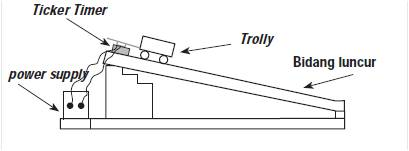 Ticker Timer
Trolly
Bidang luncur
power supply